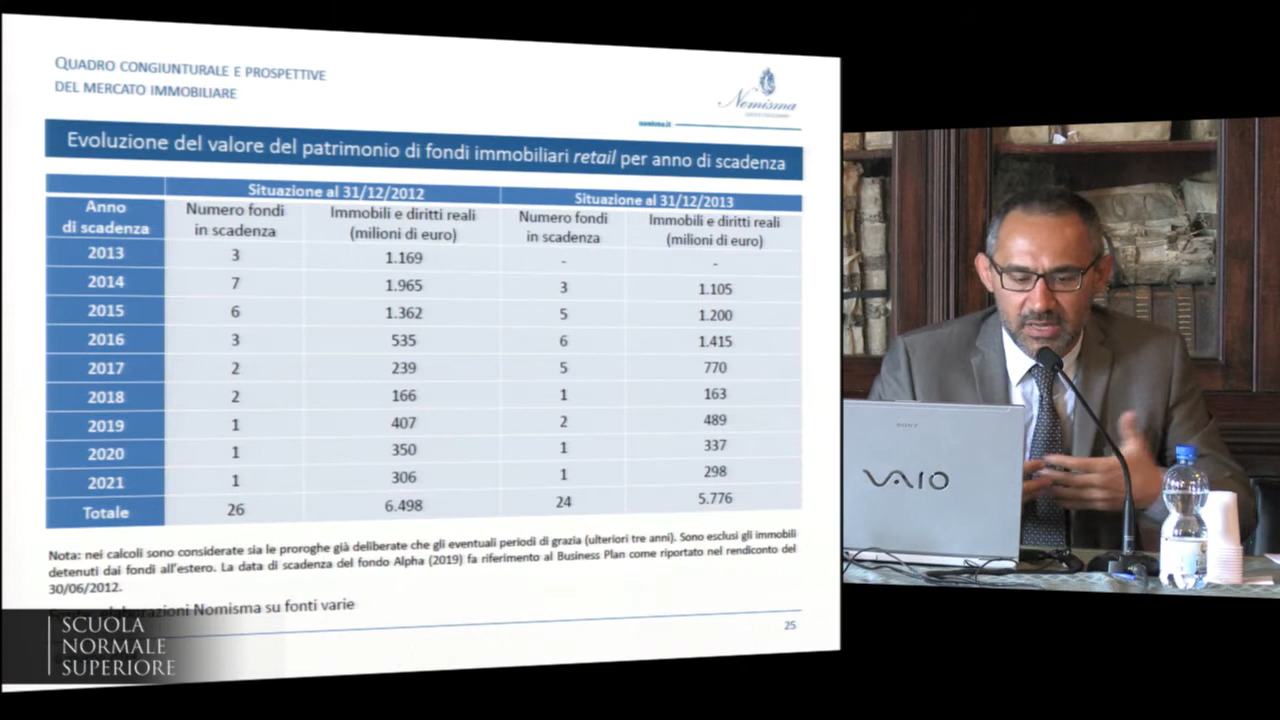 QUADRO CONGIUNTURALE E PROSPETTIVE
DEL MERCATO IMMOBILIARE
Nomisma
nomisma.it
Evoluzione del valore del patrimonio di fondi immobiliari retail per anno di scadenza
Situazione al 31/12/2012 Situazione al 31/12/2013
Anno di scadenza Numero fondi in scadenza Immobili e diritti reali (milioni di euro) Numero fondi in scadenza Immobili e diritti reali (milioni di euro)
2013 3 1.169 - -
2014 7 1.965 3 1.105
2015 6 1.362 5 1.200
2016 3 535 6 1.415
2017 2 239 5 770
2018 2 166 1 163
2019 1 407 2 489
2020 1 350 1 337
2021 1 306 1 298
Totale 26 6.498 24 5.776
Nota: nei calcoli sono considerate sia le proroghe già deliberate che gli eventuali periodi di grazia (ulteriori tre anni). Sono esclusi gli immobili
detenuti dai fondi all'estero. La data di scadenza del fondo Alpha (2019) fa riferimento al Business Plan come riportato nel rendiconto del
30/06/2012.
elaborazioni Nomisma su fonti varie
25
SCUOLA
NORMALE
SUPERIORE
SONY
VAIO